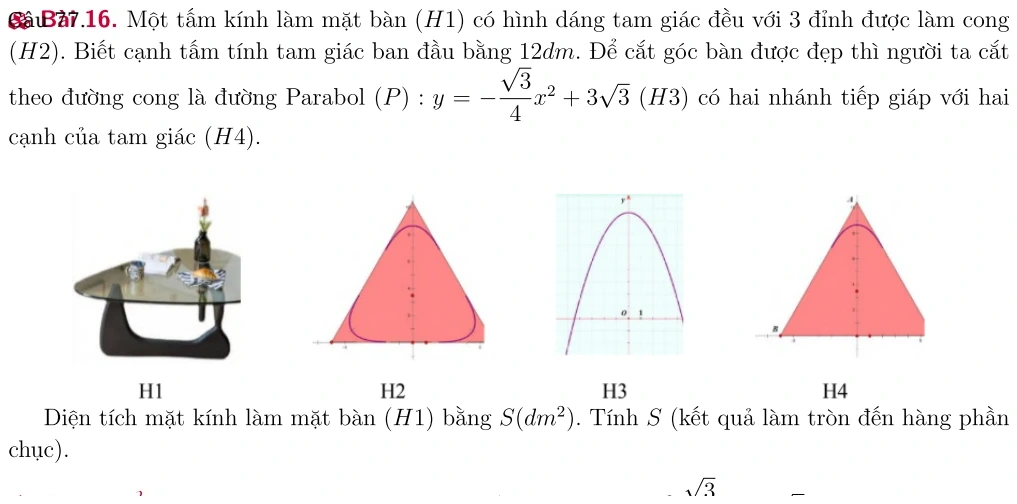 Bài 16. Một tấm kính làm mặt bàn (H1) có hình dáng tam giác đều với 3 đỉnh được làm cong
(H2). Biết cạnh tấm tính tam giác ban đầu bằng 12dm. Để cắt góc bàn được đẹp thì người ta cắt
theo đường cong là đường Parabol (P) : y = −\frac{√3}{4}x² + 3√3 (H3) có hai nhánh tiếp giáp với hai
cạnh của tam giác (H4).
y
A
O 1
B
H1 H2 H3 H4
Diện tích mặt kính làm mặt bàn (H1) bằng S(dm²). Tính S (kết quả làm tròn đến hàng phần
chục).
√3